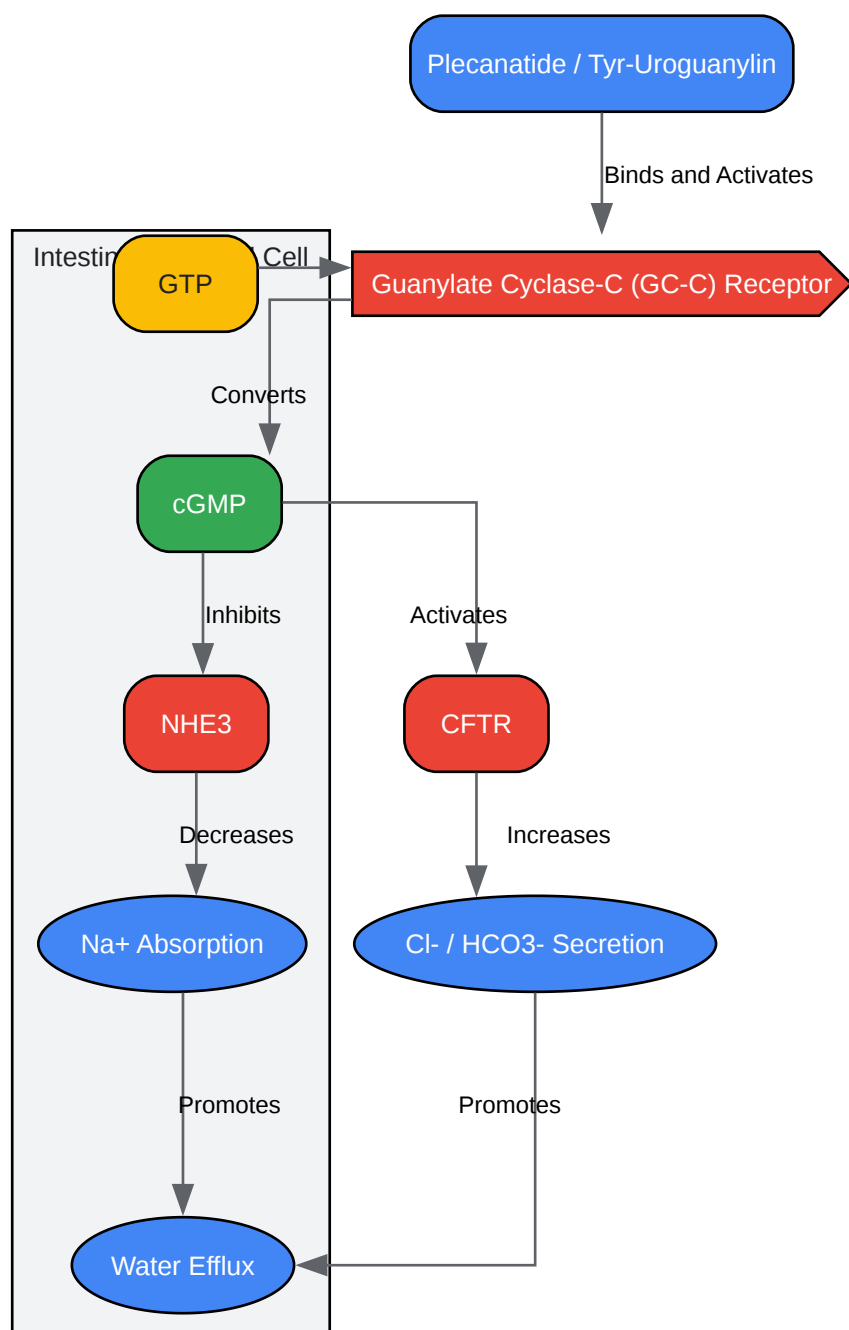 Plecanatide / Tyr-Uroguanylin
Binds and Activates
Cell
GTP
Guanylate Cyclase-C (GC-C) Receptor
Converts
cGMP
Inhibits
Activates
NHE3
CFTR
Decreases
Increases
Na+ Absorption
Cl- / HCO3- Secretion
Promotes
Promotes
Water Efflux